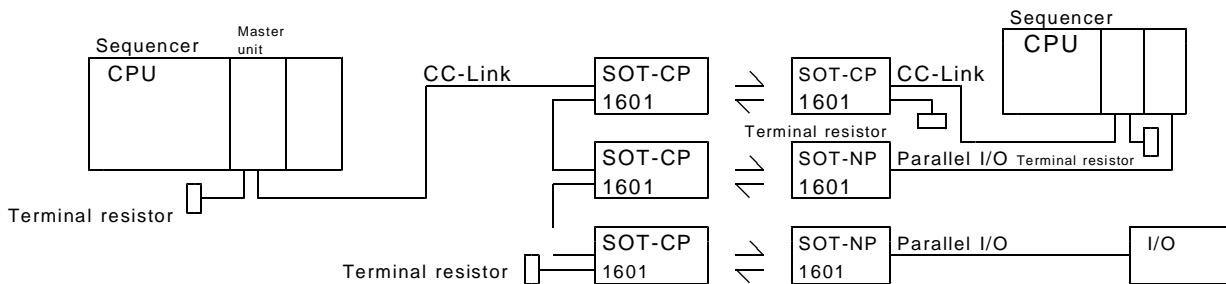 Sequencer
Master
unit
CPU
CC-Link
SOT-CP
1601
SOT-CP
1601
CC-Link
Sequencer
CPU
Terminal resistor
SOT-CP
1601
SOT-NP
1601
Parallel I/O
Terminal resistor
Terminal resistor
SOT-CP
1601
SOT-NP
1601
Parallel I/O
I/O
Terminal resistor